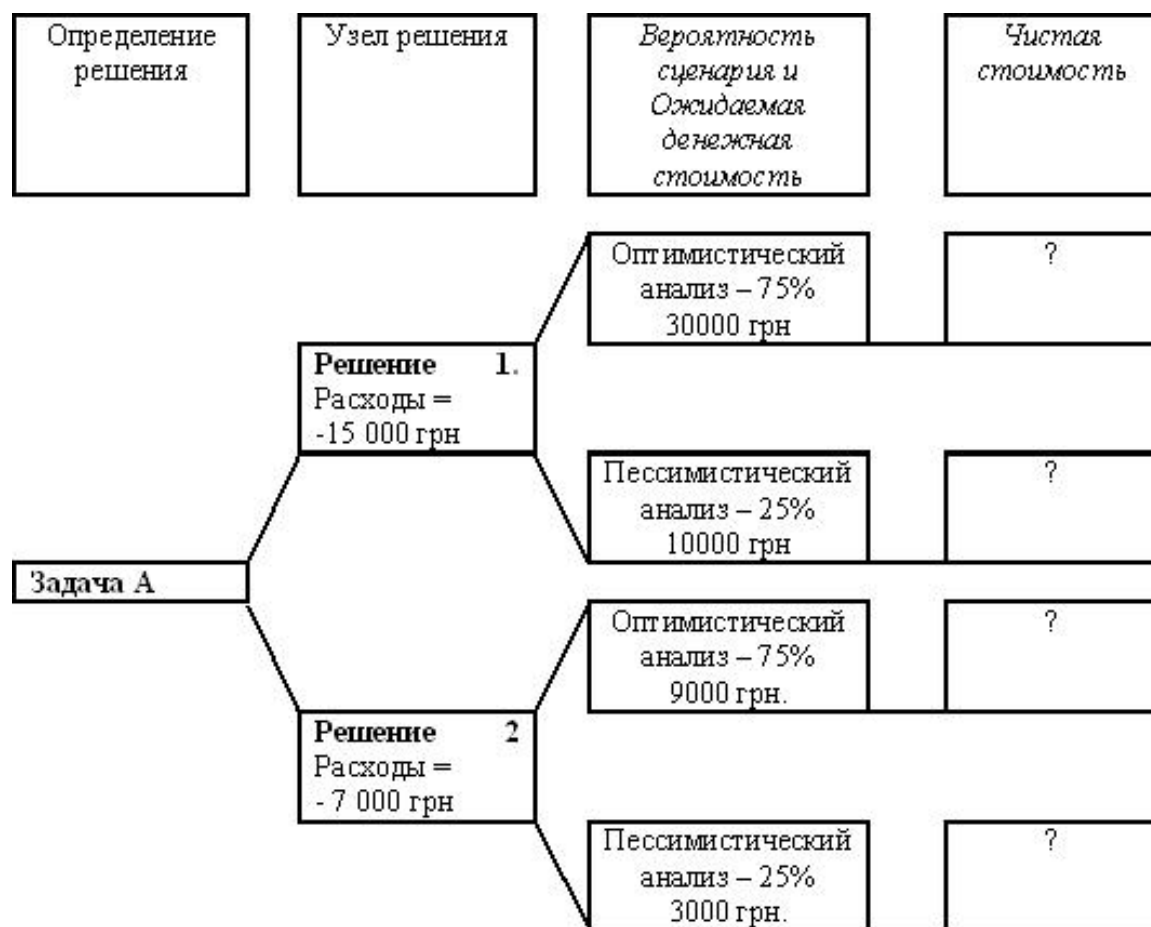 Определение
решения
Узел решения
Вероятность
сценария и
Ожидаемая
денежная
стоимость
Чистая
стоимость
Оптимистический
анализ – 75%
30000 грн
?
Решение 1.
Расходы =
-15 000 грн
Пессимистический
анализ – 25%
10000 грн
?
Задача А
Оптимистический
анализ – 75%
9000 грн.
?
Решение 2
Расходы =
- 7 000 грн
Пессимистический
анализ – 25%
3000 грн.
?